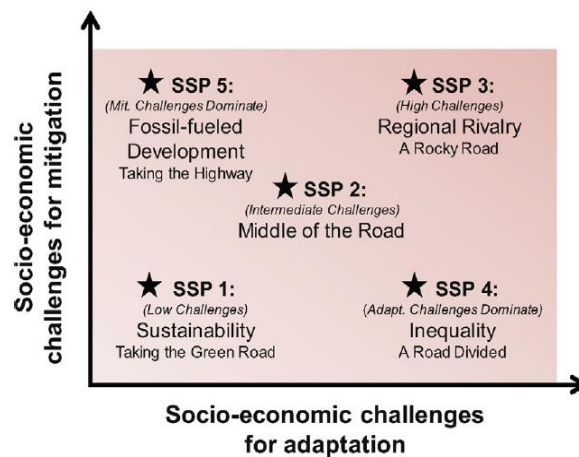 Socio-economic
challenges for mitigation
SSP 5:
(Mit. Challenges Dominate)
Fossil-fueled
Development
Taking the Highway
SSP 3:
(High Challenges)
Regional Rivalry
A Rocky Road
SSP 2:
(Intermediate Challenges)
Middle of the Road
SSP 1:
(Low Challenges)
Sustainability
Taking the Green Road
SSP 4:
(Adapt. Challenges Dominate)
Inequality
A Road Divided
Socio-economic challenges
for adaptation